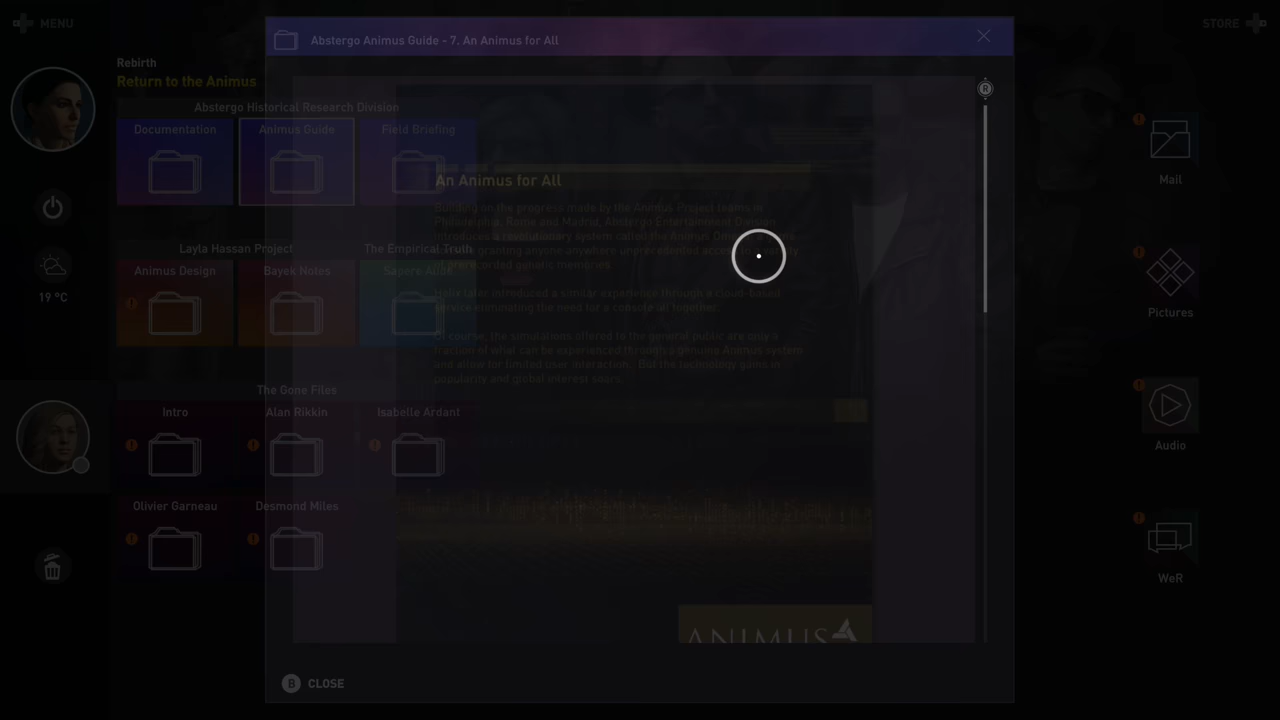 MENU
STORE
Abstergo Animus Guide - 7. An Animus for All
Rebirth
Return to the Animus
Abstergo Historical Research Division
Documentation
Animus Guide
Field Briefing
An Animus for All
Building on the progress made by the Animus Project teams in
Philadelphia, Rome and Madrid, Abstergo Entertainment Division
introduces a revolutionary system called the Animus
granting anyone anywhere unprecedented access
of prerecorded genetic memories.
Helix later introduced a similar experience through a cloud-based
service eliminating the need for a console all together.
Of course, the simulations offered to the general public are only a
fraction of what can be experienced through a genuine Animus system
and allow for limited user interaction. But the technology gains in
popularity and global interest soars.
Layla Hassan Project
The Empirical Truth
Animus Design
Bayek Notes
Sapere Aude
19 °C
The Gone Files
Intro
Alan Rikkin
Isabelle Ardant
Olivier Garneau
Desmond Miles
ANIMUS
Mail
Pictures
Audio
WeR
R
B CLOSE